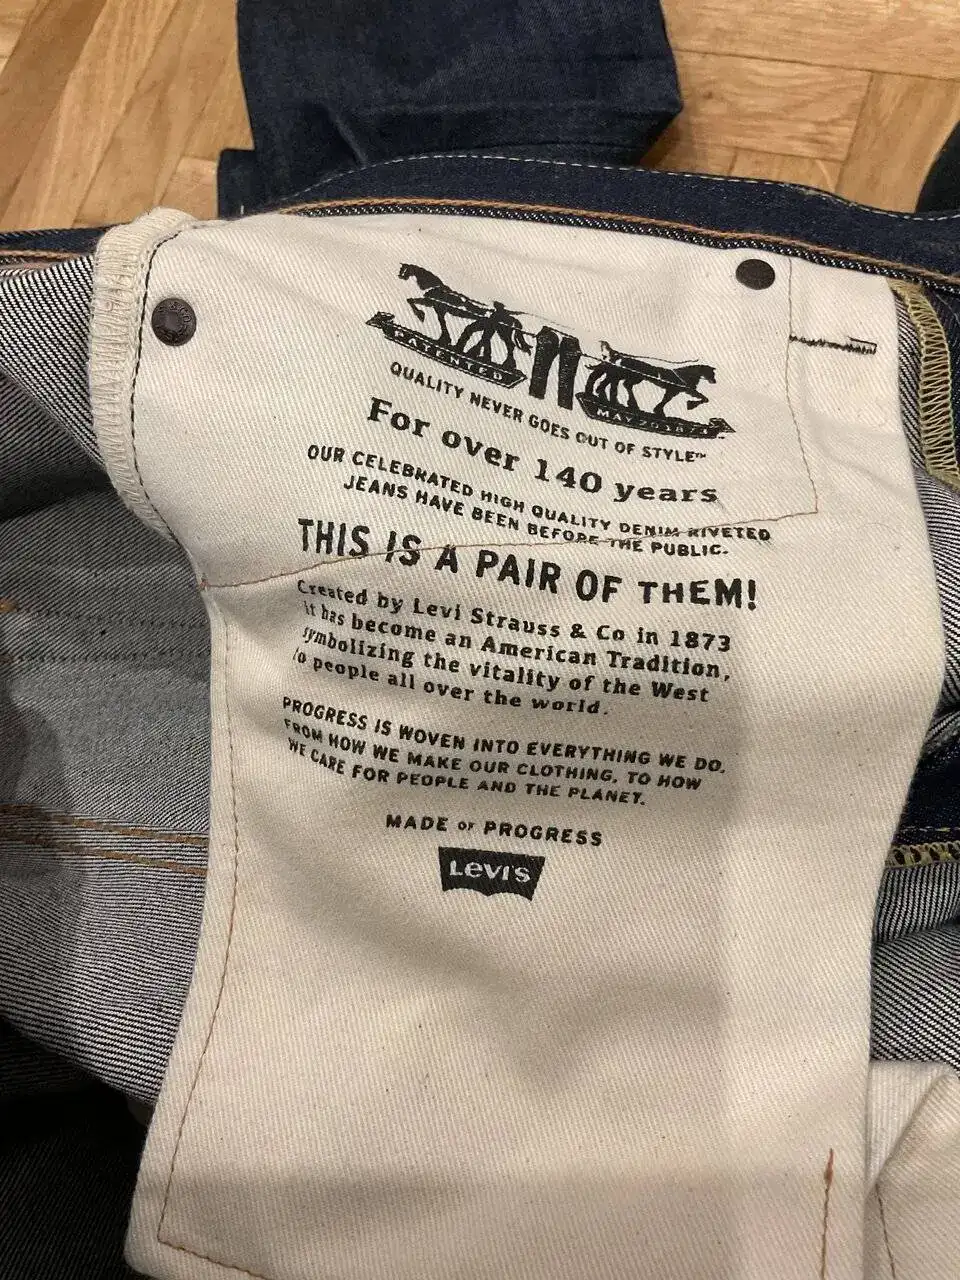 PATENTED
MAY 20 1873
QUALITY NEVER GOES OUT OF STYLE™
For over 140 years
OUR CELEBRATED HIGH QUALITY DENIM RIVETED
JEANS HAVE BEEN BEFORE THE PUBLIC.
THIS IS A PAIR OF THEM!
Created by Levi Strauss & Co in 1873
it has become an American Tradition,
symbolizing the vitality of the West
to people all over the world.
PROGRESS IS WOVEN INTO EVERYTHING WE DO,
FROM HOW WE MAKE OUR CLOTHING, TO HOW
WE CARE FOR PEOPLE AND THE PLANET.
MADE OF PROGRESS
LEVI'S